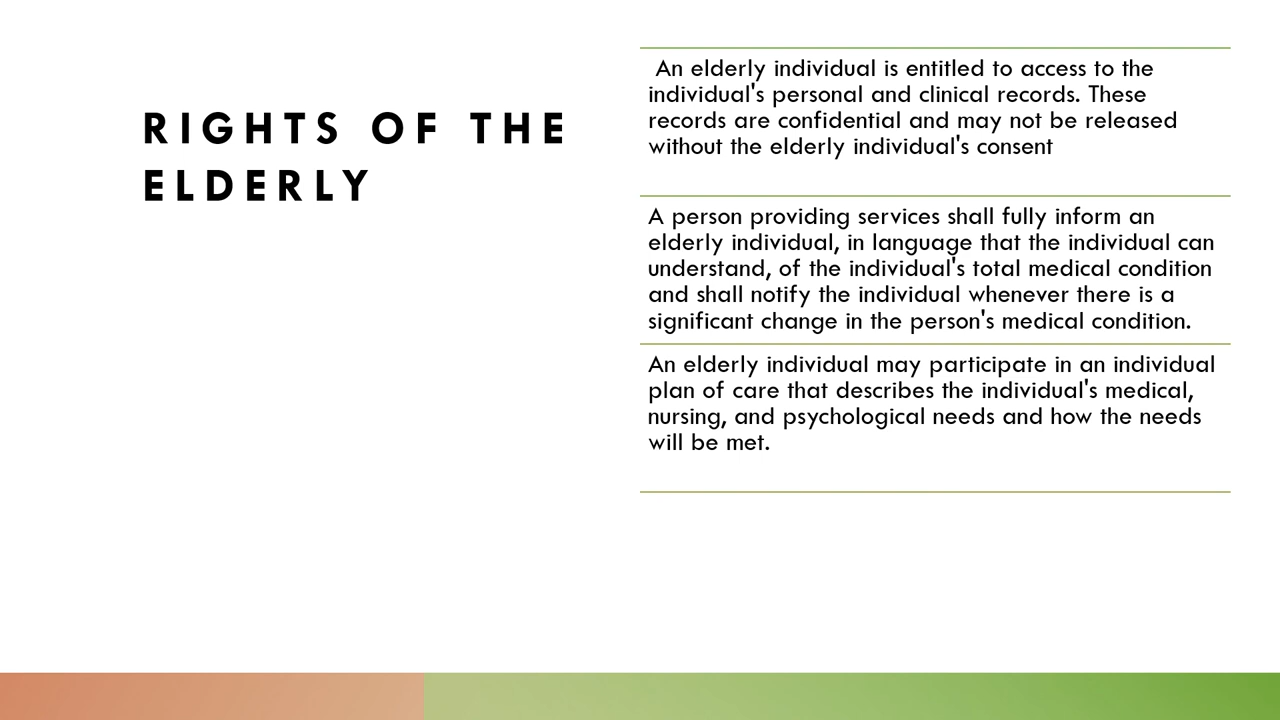 RIGHTS OF THE
ELDERLY
An elderly individual is entitled to access to the
individual's personal and clinical records. These
records are confidential and may not be released
without the elderly individual's consent
A person providing services shall fully inform an
elderly individual, in language that the individual can
understand, of the individual's total medical condition
and shall notify the individual whenever there is a
significant change in the person's medical condition.
An elderly individual may participate in an individual
plan of care that describes the individual's medical,
nursing, and psychological needs and how the needs
will be met.